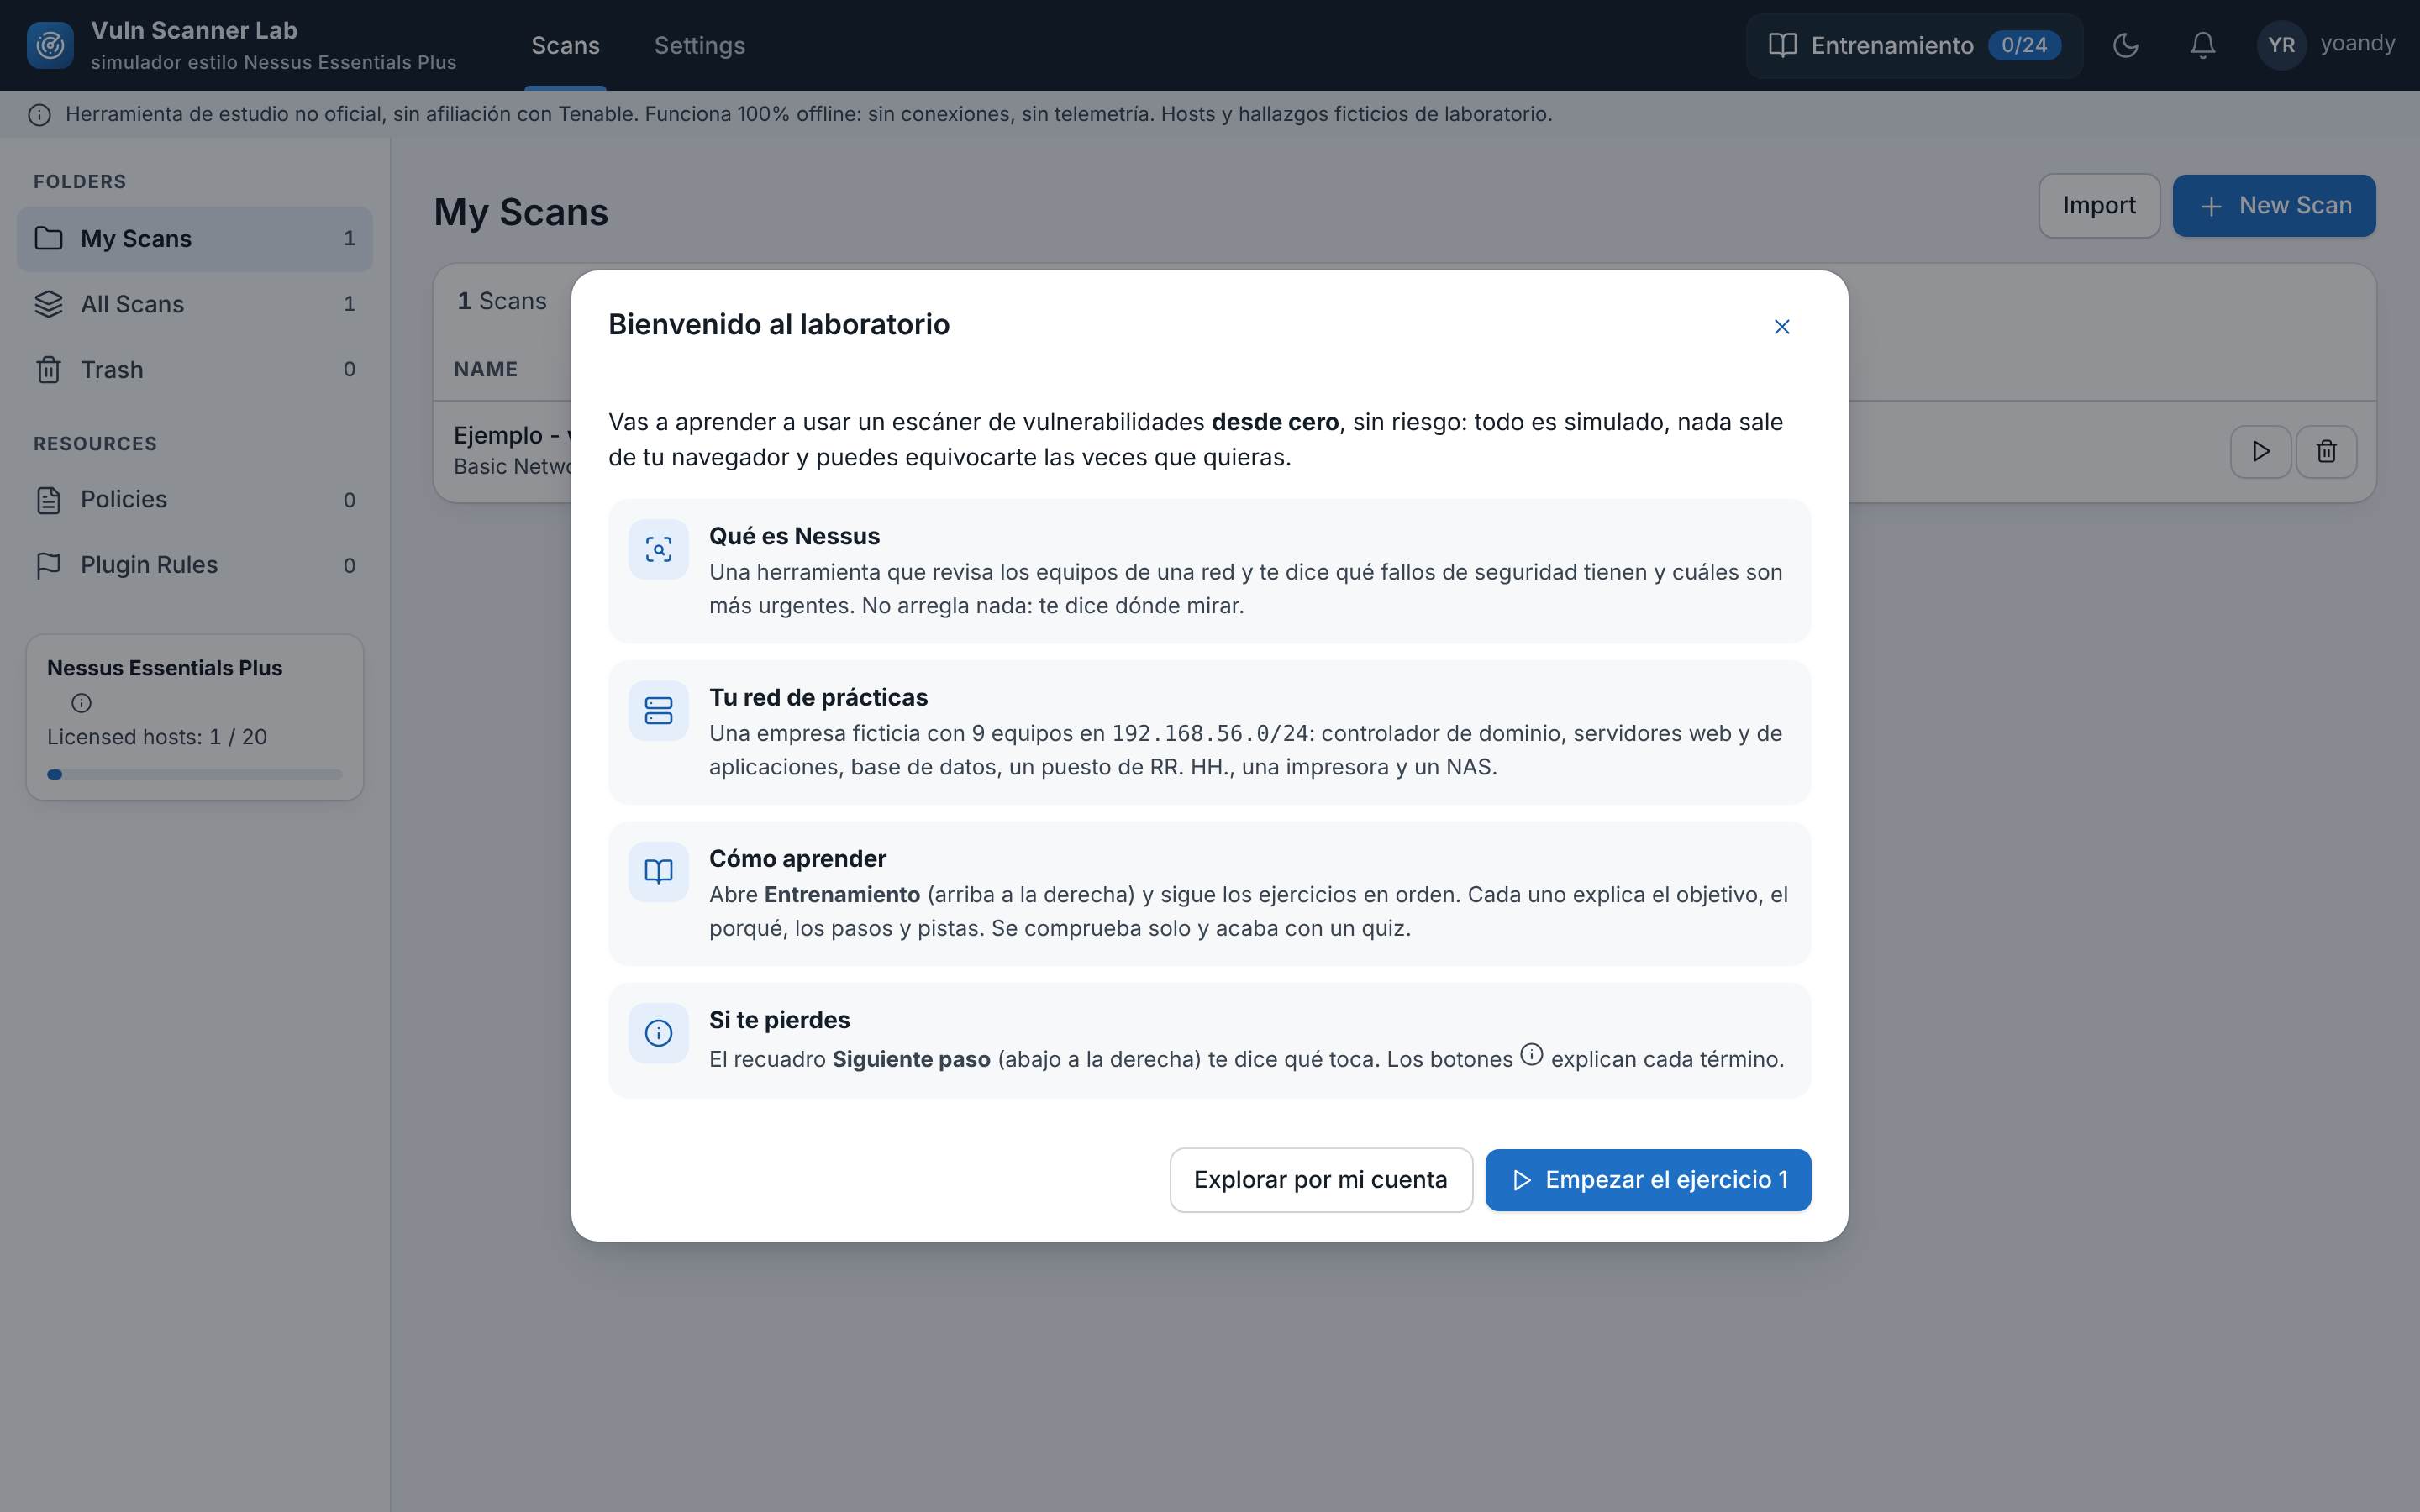 Vuln Scanner Lab
simulador estilo Nessus Essentials Plus
Scans
Settings
Entrenamiento 0/24
YR
yoandy
Herramienta de estudio no oficial, sin afiliación con Tenable. Funciona 100% offline: sin conexiones, sin telemetría. Hosts y hallazgos ficticios de laboratorio.
FOLDERS
My Scans 1
All Scans 1
Trash 0
RESOURCES
Policies 0
Plugin Rules 0
Nessus Essentials Plus
Licensed hosts: 1 / 20
My Scans
Import
New Scan
1 Scans
NAME
Ejemplo -
Basic
Bienvenido al laboratorio
Vas a aprender a usar un escáner de vulnerabilidades desde cero, sin riesgo: todo es simulado, nada sale
de tu navegador y puedes equivocarte las veces que quieras.
Qué es Nessus
Una herramienta que revisa los equipos de una red y te dice qué fallos de seguridad tienen y cuáles son
más urgentes. No arregla nada: te dice dónde mirar.
Tu red de prácticas
Una empresa ficticia con 9 equipos en 192.168.56.0/24: controlador de dominio, servidores web y de
aplicaciones, base de datos, un puesto de RR. HH., una impresora y un NAS.
Cómo aprender
Abre Entrenamiento (arriba a la derecha) y sigue los ejercicios en orden. Cada uno explica el objetivo, el
porqué, los pasos y pistas. Se comprueba solo y acaba con un quiz.
Si te pierdes
El recuadro Siguiente paso (abajo a la derecha) te dice qué toca. Los botones explican cada término.
Explorar por mi cuenta
Empezar el ejercicio 1